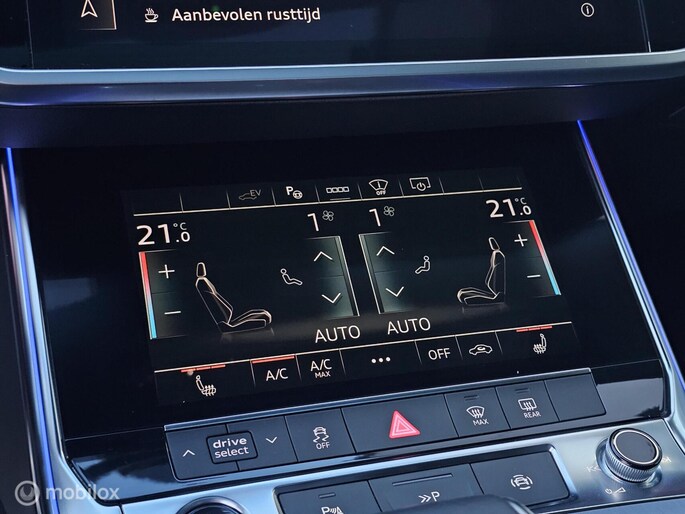 Aanbevolen rusttijd
EV
P
OFF
21.0 °C
1
1
21.0 °C
AUTO AUTO
A/C
A/C MAX
OFF
drive select
OFF
MAX
REAR
P
P
mobilox